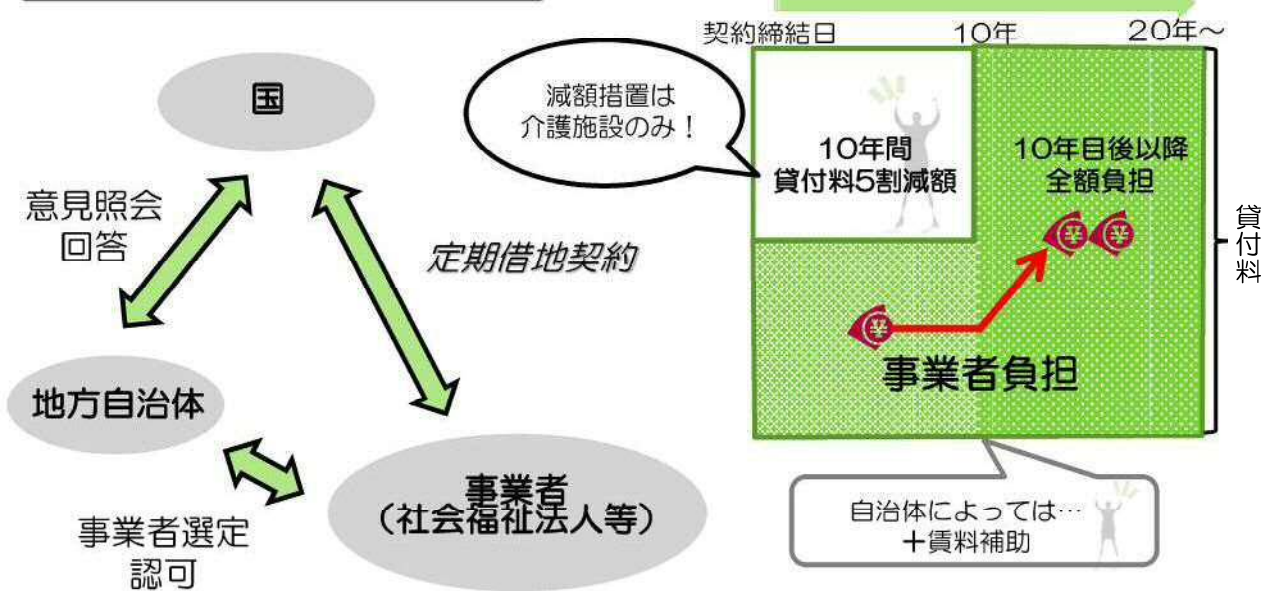 国
意見照会
回答
定期借地契約
地方自治体
事業者選定
認可
事業者
（社会福祉法人等）
契約締結日
10年
20年～
減額措置は
介護施設のみ！
10年間
貸付料5割減額
10年目後以降
全額負担
¥
¥
¥
事業者負担
貸付料
自治体によっては…
＋賃料補助